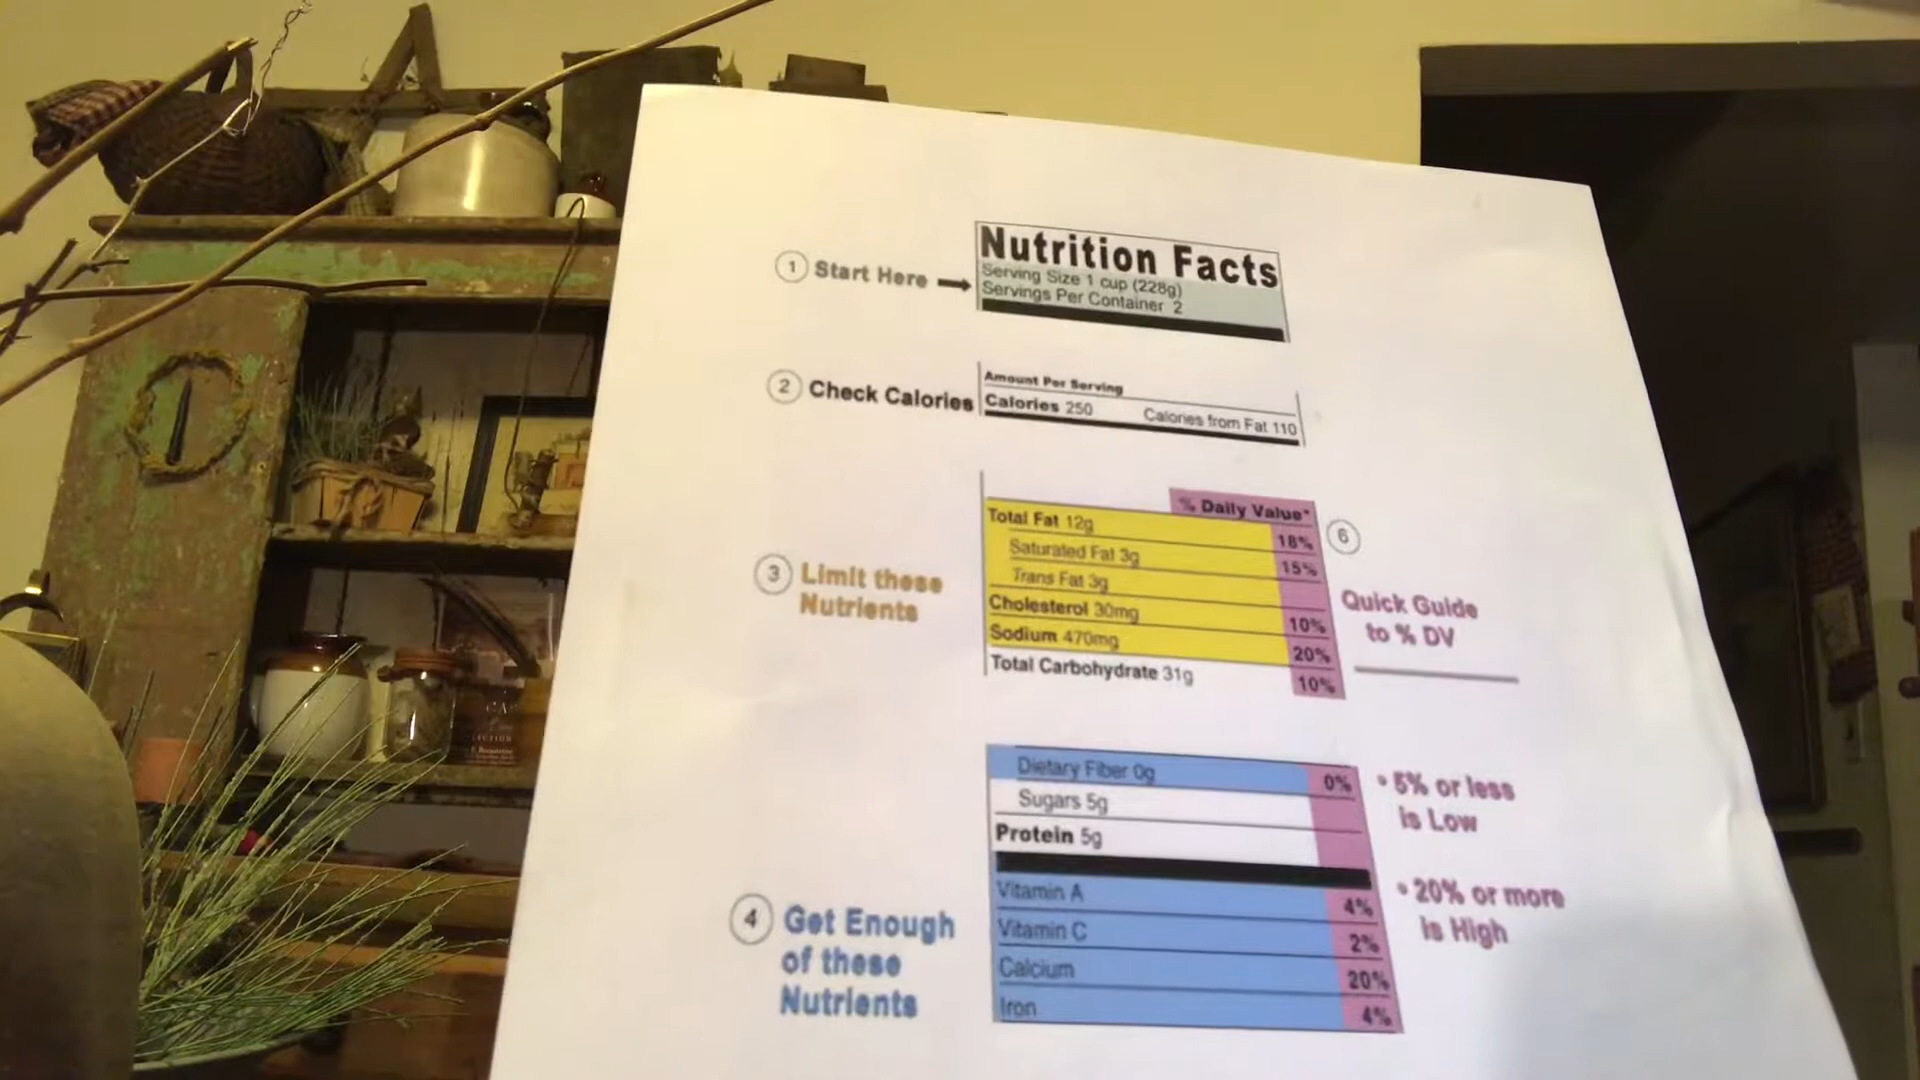 1 Start Here
Nutrition Facts
Serving Size 1 cup (228g)
Servings Per Container 2
2 Check Calories
Amount Per Serving
Calories 250 Calories from Fat 110
% Daily Value*
3 Limit these
Nutrients
Total Fat 12g 18%
Saturated Fat 3g 15%
Trans Fat 3g
Cholesterol 30mg 10%
Sodium 470mg 20%
Total Carbohydrate 31g 10%
6
Quick Guide
to % DV
Dietary Fiber 0g 0%
Sugars 5g
Protein 5g
• 5% or less
is Low
4 Get Enough
of these
Nutrients
Vitamin A 4%
Vitamin C 2%
Calcium 20%
Iron 4%
• 20% or more
is High